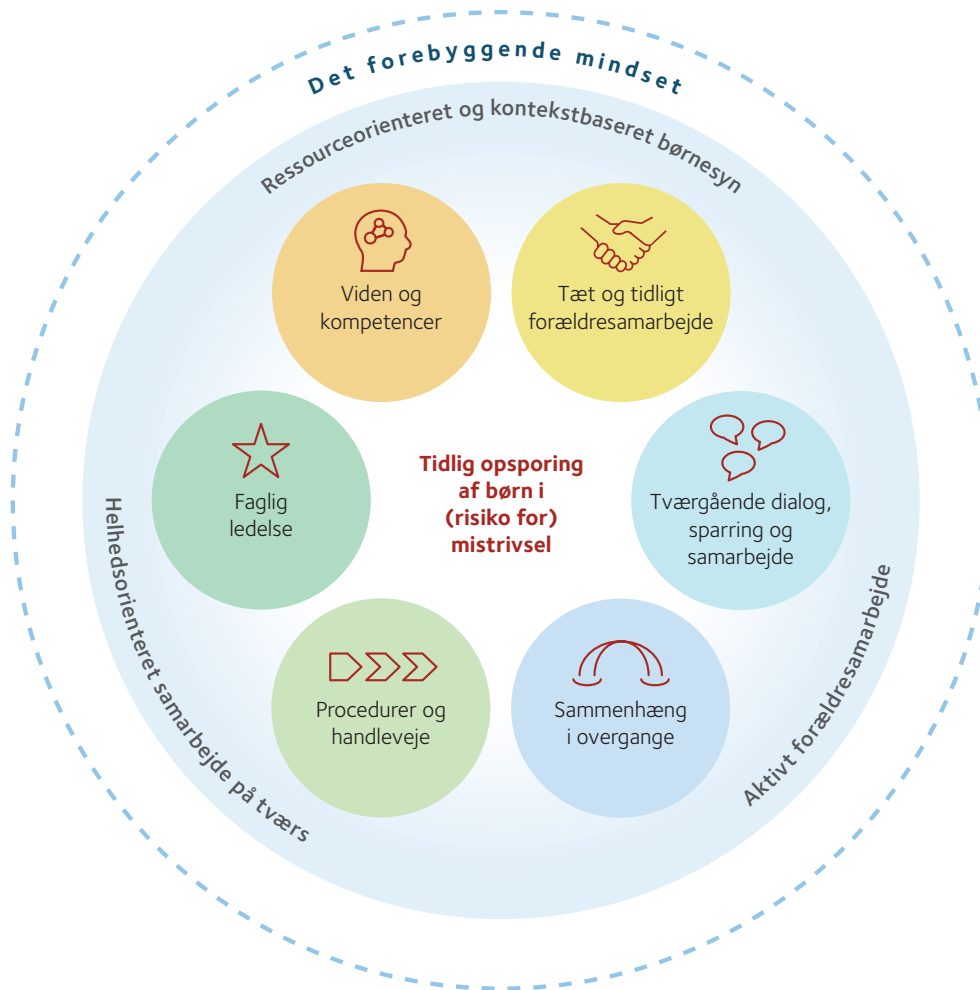 Det forebyggende mindset
Ressourceorienteret og kontekstbaseret børnesyn
Viden og
kompetencer
Tæt og tidligt
forældresamarbejde
Faglig
ledelse
Tidlig opsporing
af børn i
(risiko for)
mistrivsel
Tværgående dialog,
sparring og
samarbejde
Procedurer og
handleveje
Sammenhæng
i overgange
Helhedsorienteret samarbejde på tværs
Aktivt forældresamarbejde